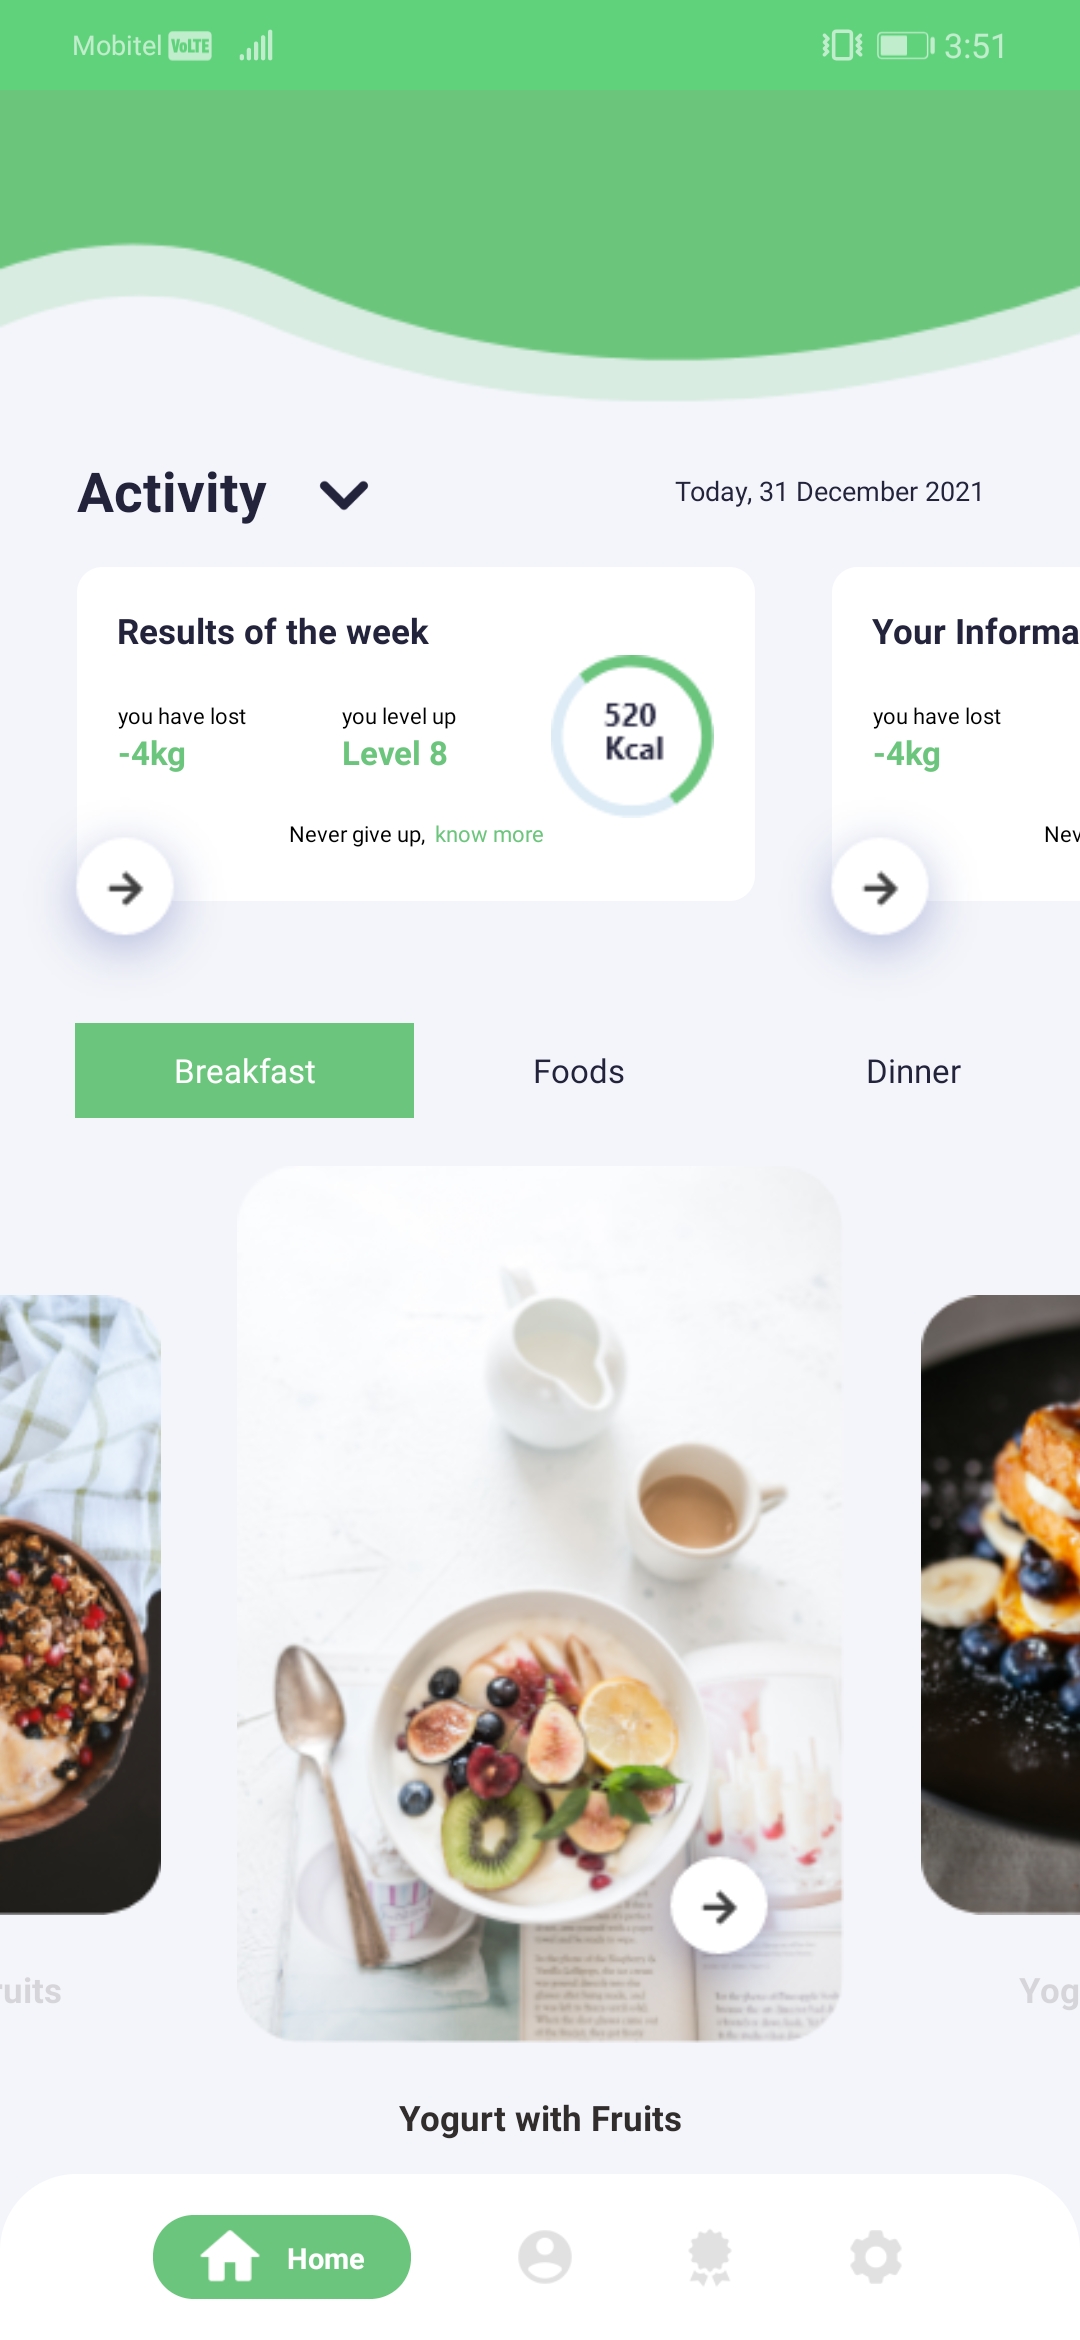 Mobitel VoLTE 3:51
Activity
Today, 31 December 2021
Results of the week
you have lost
-4kg
you level up
Level 8
520
Kcal
Never give up, know more
Your Informa
you have lost
-4kg
Nev
Breakfast
Foods
Dinner
ruits
Yog
Yogurt with Fruits
Home